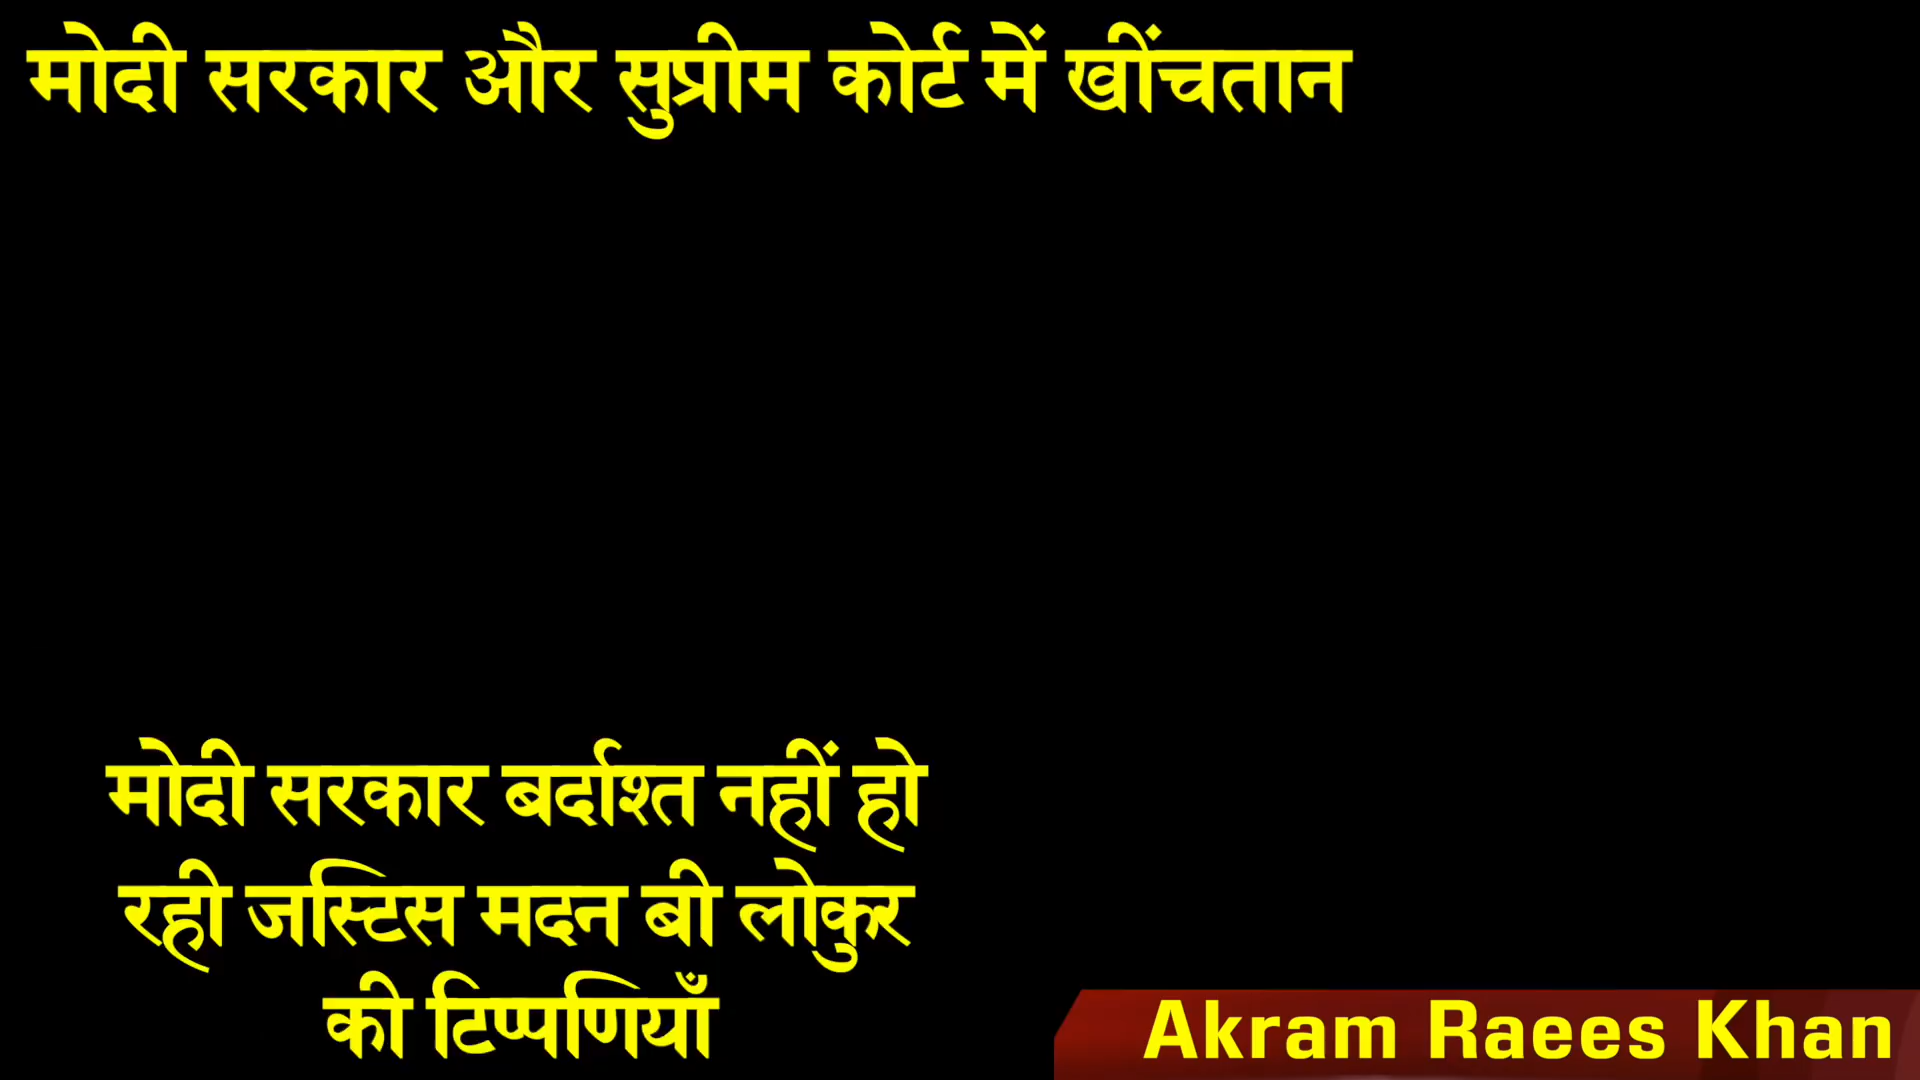 मोदी सरकार और सुप्रीम कोर्ट में खींचतान
मोदी सरकार बर्दाश्त नहीं हो
रही जस्टिस मदन बी लोकुर
की टिप्पणियाँ
Akram Raees Khan